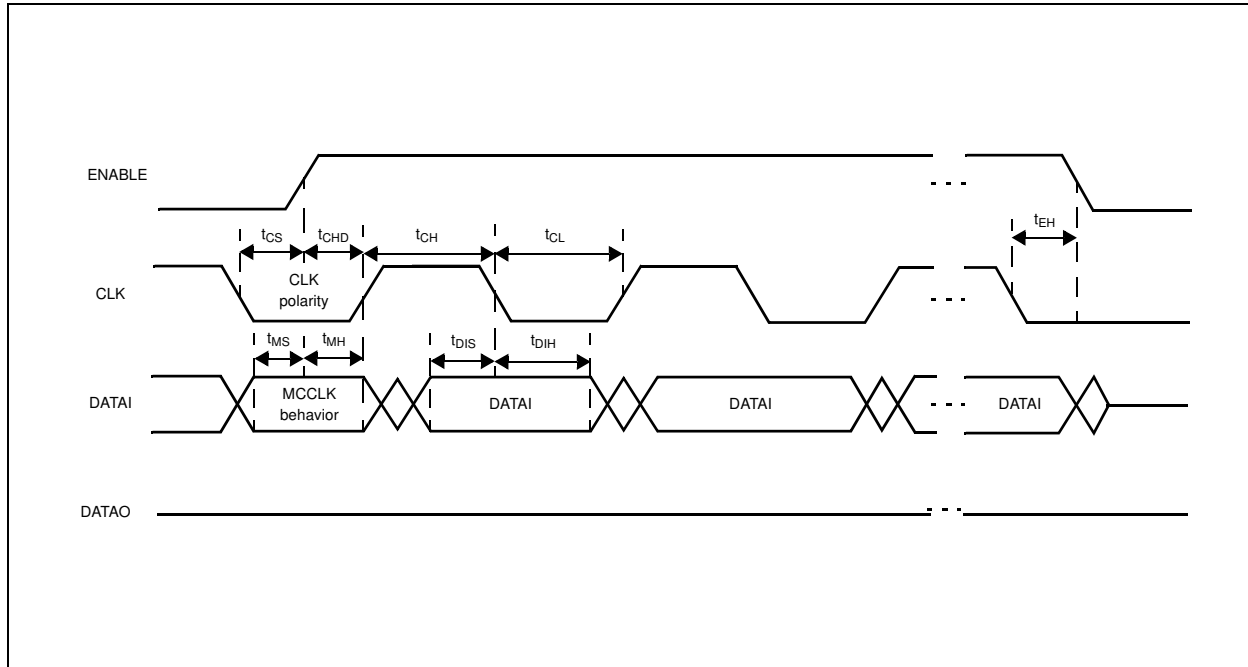 ENABLE
tEH
tCS tCHD tCH tCL
CLK
CLK
polarity
tMS tMH tDIS tDIH
DATAI
MCCLK
behavior
DATAI
DATAI
DATAI
DATAO